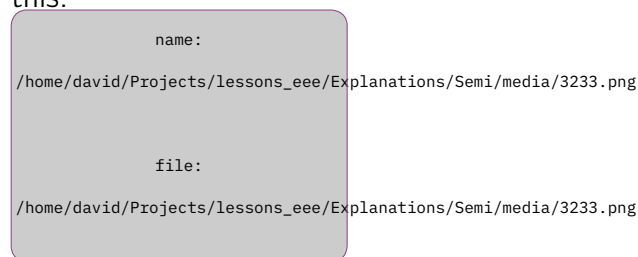 this.
name:
/home/david/Projects/lessons_eee/Explanations/Semi/media/3233.png
file:
/home/david/Projects/lessons_eee/Explanations/Semi/media/3233.png